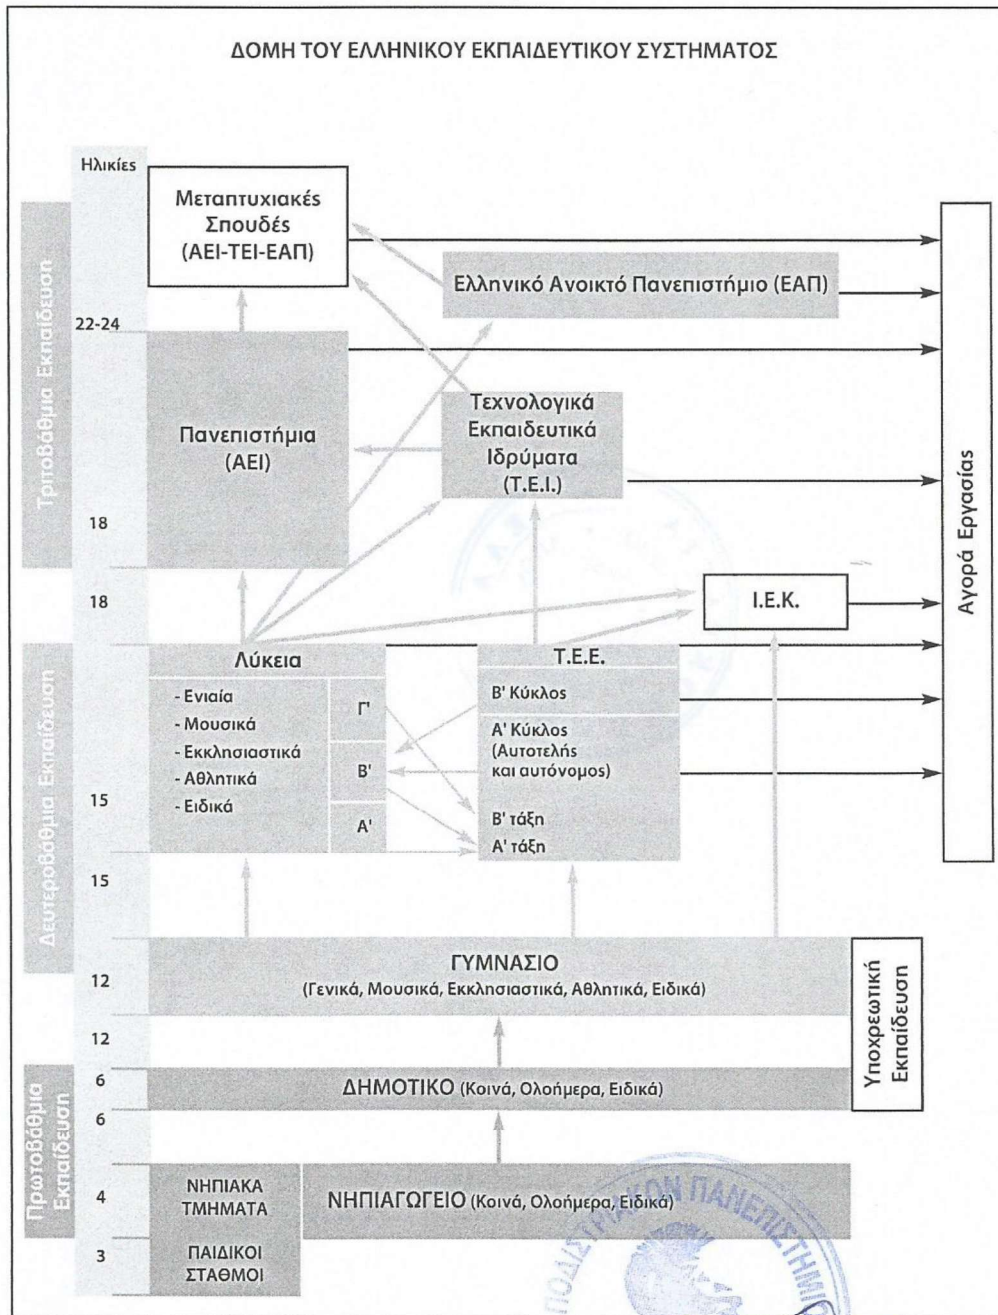 ΔΟΜΗ ΤΟΥ ΕΛΛΗΝΙΚΟΥ ΕΚΠΑΙΔΕΥΤΙΚΟΥ ΣΥΣΤΗΜΑΤΟΣ
Ηλικίες
Τριτοβάθμια Εκπαίδευση
22-24
18
18
Μεταπτυχιακές
Σπουδές
(ΑΕΙ-ΤΕΙ-ΕΑΠ)
Ελληνικό Ανοικτό Πανεπιστήμιο (ΕΑΠ)
Πανεπιστήμια
(ΑΕΙ)
Τεχνολογικά
Εκπαιδευτικά
Ιδρύματα
(Τ.Ε.Ι.)
Ι.Ε.Κ.
Αγορά Εργασίας
Δευτεροβάθμια Εκπαίδευση
15
15
12
12
Λύκεια
- Ενιαία
- Μουσικά
- Εκκλησιαστικά
- Αθλητικά
- Ειδικά
Γ'
Β'
Α'
Τ.Ε.Ε.
Β' Κύκλος
Α' Κύκλος
(Αυτοτελής
και αυτόνομος)
Β' τάξη
Α' τάξη
ΓΥΜΝΑΣΙΟ
(Γενικά, Μουσικά, Εκκλησιαστικά, Αθλητικά, Ειδικά)
Υποχρεωτική
Εκπαίδευση
Πρωτοβάθμια
Εκπαίδευση
6
6
4
3
ΔΗΜΟΤΙΚΟ (Κοινά, Ολοήμερα, Ειδικά)
ΝΗΠΙΑΚΑ
ΤΜΗΜΑΤΑ
ΝΗΠΙΑΓΩΓΕΙΟ (Κοινά, Ολοήμερα, Ειδικά)
ΠΑΙΔΙΚΟΙ
ΣΤΑΘΜΟΙ